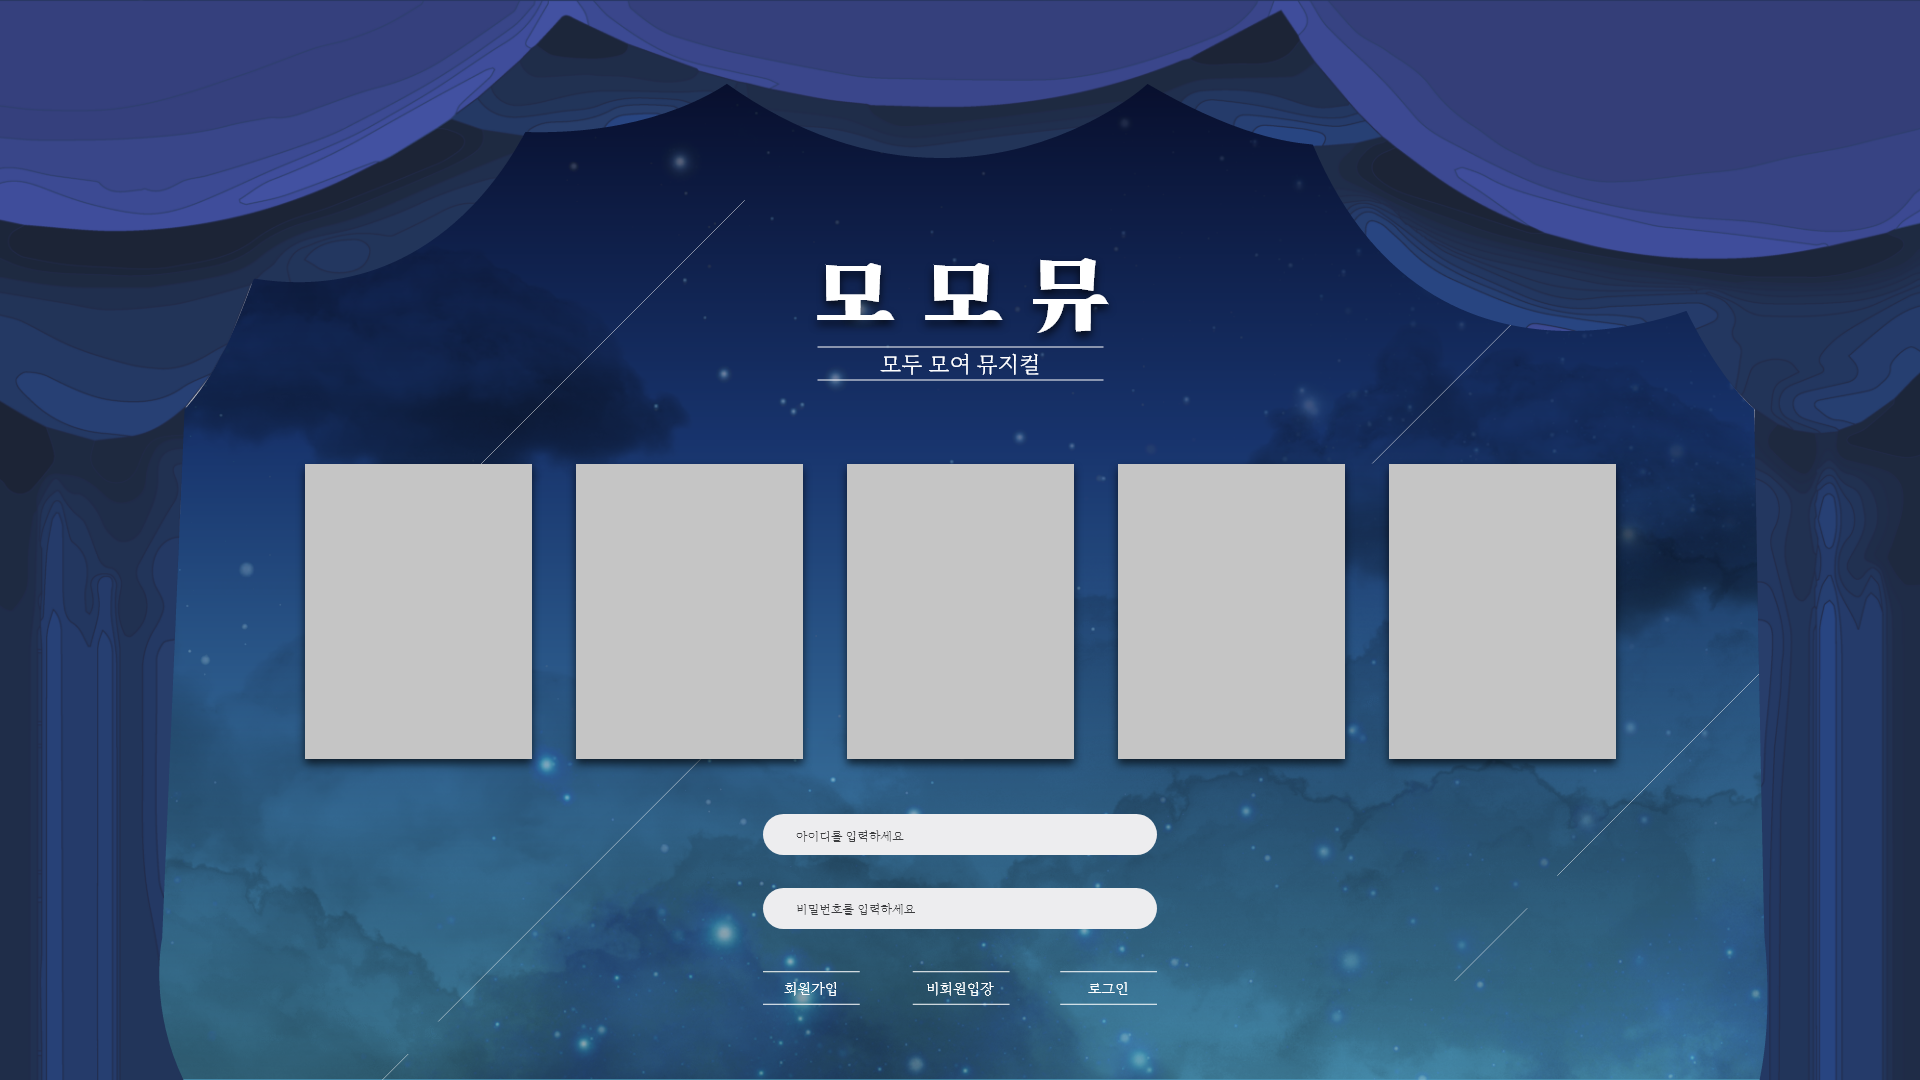 모모뮤
모두 모여 뮤지컬
아이디를 입력하세요
비밀번호를 입력하세요
회원가입
비회원입장
로그인